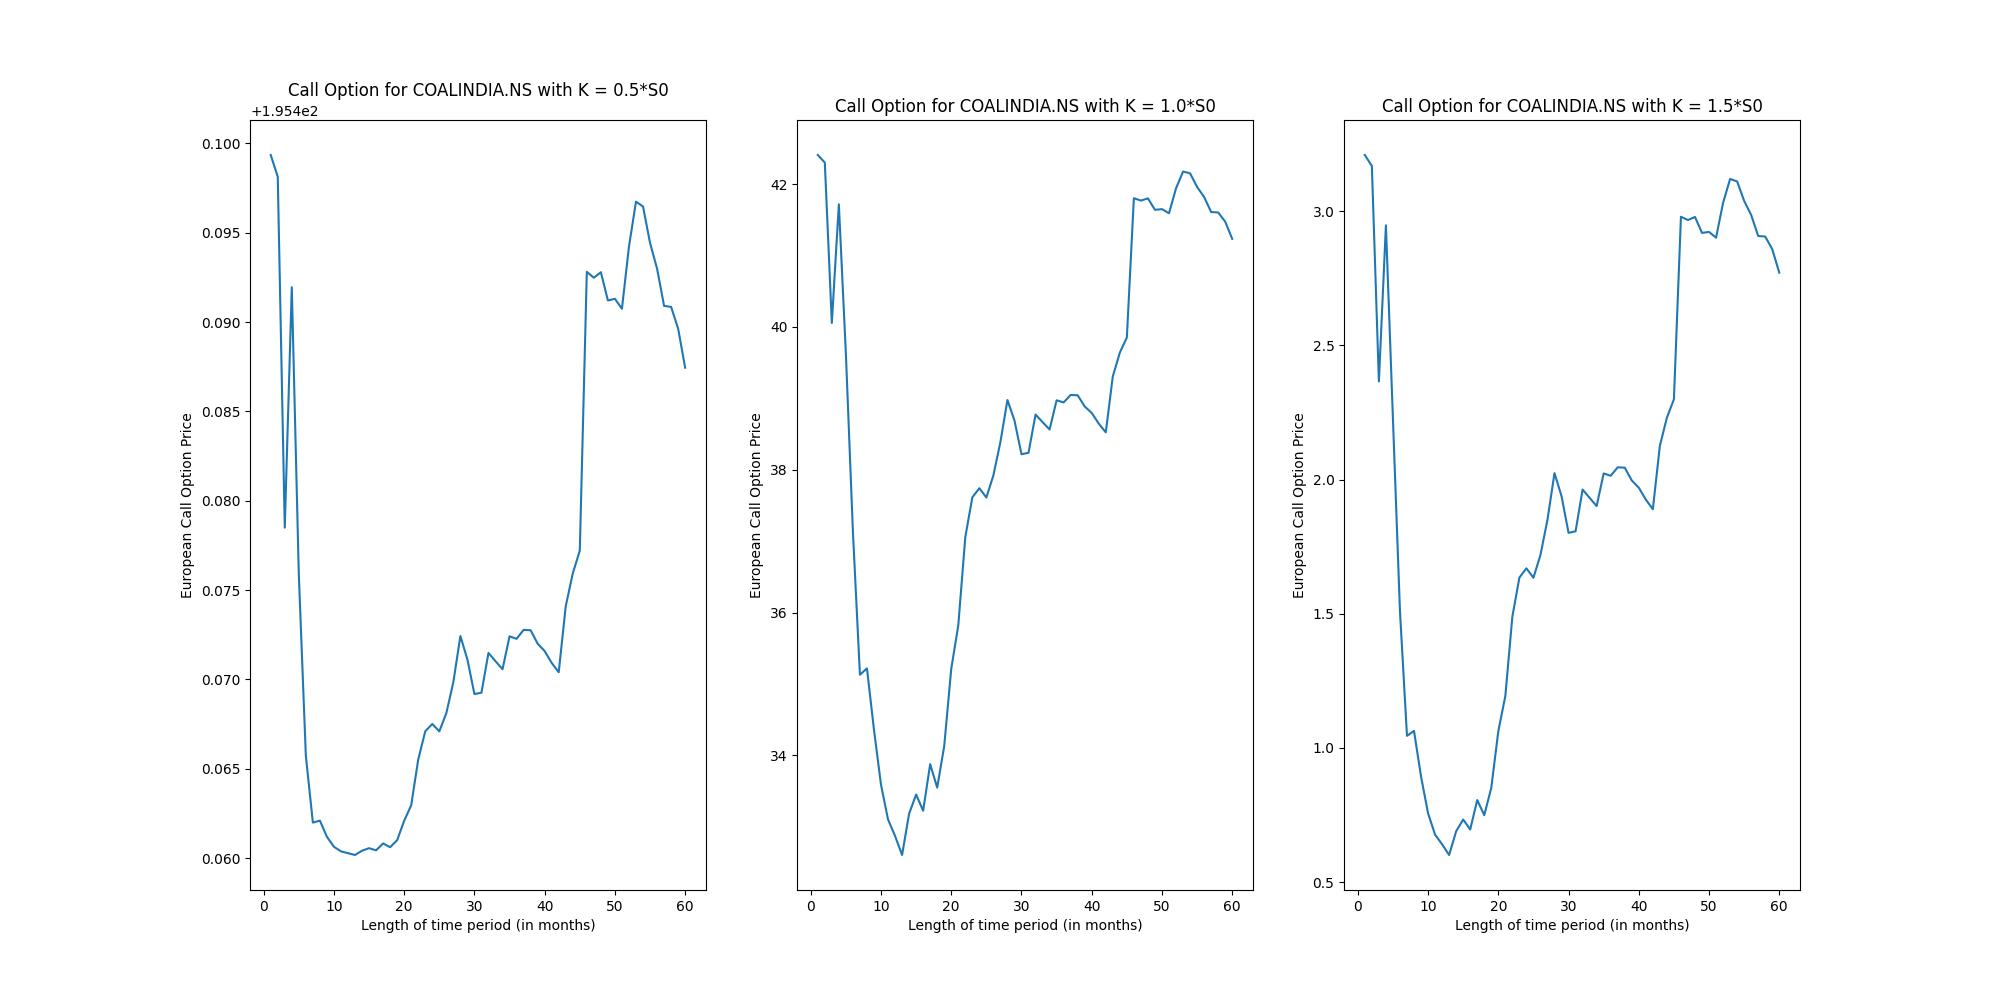 Call Option for COALINDIA.NS with K = 0.5*S0
+1.954e2
0.100
0.095
0.090
0.085
0.080
0.075
0.070
0.065
0.060
European Call Option Price
0 10 20 30 40 50 60
Length of time period (in months)
Call Option for COALINDIA.NS with K = 1.0*S0
42
40
38
36
34
European Call Option Price
0 10 20 30 40 50 60
Length of time period (in months)
Call Option for COALINDIA.NS with K = 1.5*S0
3.0
2.5
2.0
1.5
1.0
0.5
European Call Option Price
0 10 20 30 40 50 60
Length of time period (in months)